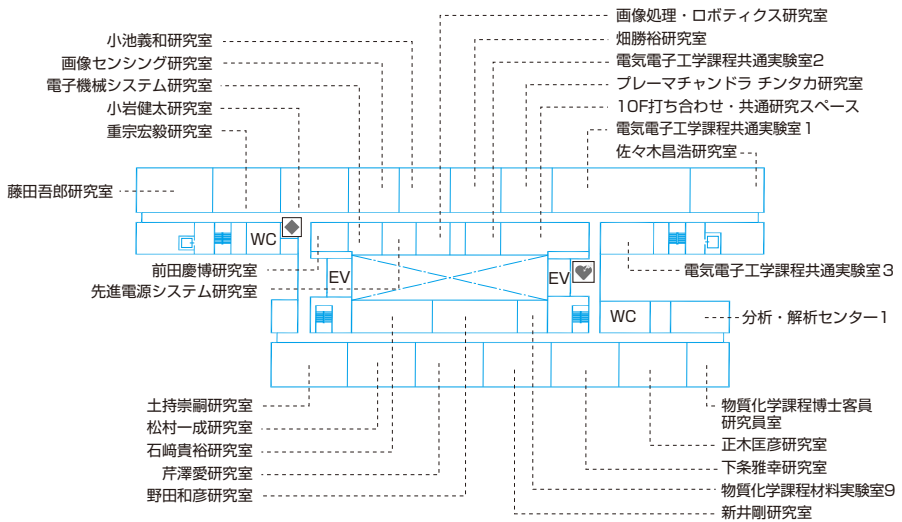 画像処理・ロボティクス研究室
小池義和研究室
畑勝裕研究室
画像センシング研究室
電気電子工学課程共通実験室2
電子機械システム研究室
プレーマチャンドラ チンタカ研究室
小岩健太研究室
10F打ち合わせ・共通研究スペース
重宗宏毅研究室
電気電子工学課程共通実験室1
佐々木昌浩研究室
藤田吾郎研究室
WC
前田慶博研究室
EV
EV
電気電子工学課程共通実験室3
先進電源システム研究室
WC
分析・解析センター1
土持崇嗣研究室
物質化学課程博士客員
研究員室
松村一成研究室
正木匡彦研究室
石﨑貴裕研究室
下条雅幸研究室
芹澤愛研究室
物質化学課程材料実験室9
野田和彦研究室
新井剛研究室